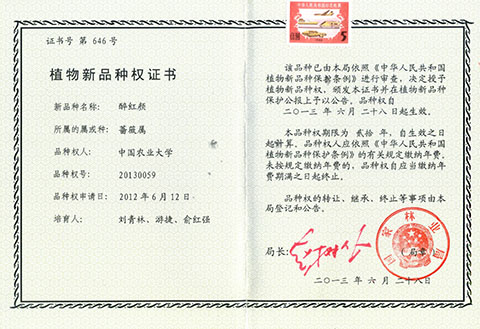 证书号 第 646 号
植物新品种权证书
新品种名称: 醉红颜
所属的属或种: 蔷薇属
品种权人: 中国农业大学
品种权号: 20130059
品种权申请日: 2012 年 6 月 12 日
培育人: 刘青林、游捷、俞红强
5
该品种已由本局依照《中华人民共和国
植物新品种保护条例》进行审查，决定授予
植物新品种权，颁发本证书并在植物新品种
保护公报上予以公告。品种权自
二〇一三 年 六 月 二十八 日起生效。
本品种权期限为 贰拾 年，自生效之日
起计算。品种权人应依照《中华人民共和国
植物新品种保护条例》的有关规定缴纳年费。
未按规定缴纳年费的，品种权自应当缴纳年
费期满之日起终止。
品种权的转让、继承、终止等事项由本
局登记和公告。
局长:
国家林业局
(局章)
二〇一三 年 六 月 二十八日